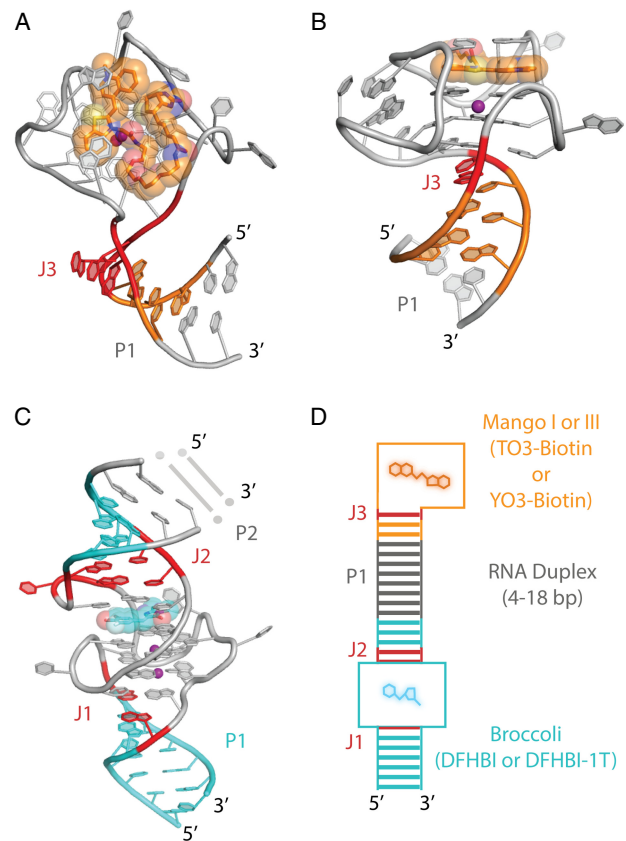 A
B
J3
5′
P1
3′
J3
5′
P1
3′
C
5′
3′
P2
J2
J1
P1
3′
5′
D
Mango I or III
(TO3-Biotin
or
YO3-Biotin)
J3
P1
RNA Duplex
(4-18 bp)
J2
J1
Broccoli
(DFHBI or DFHBI-1T)
5′ 3′